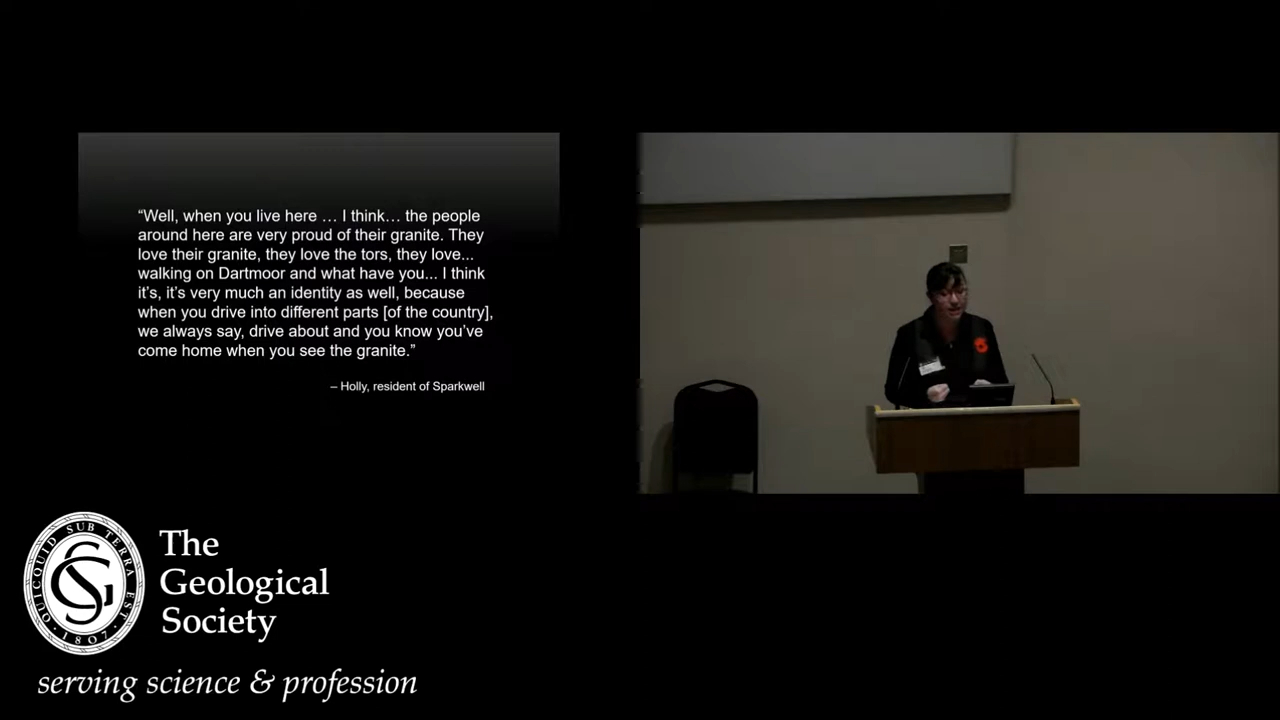 “Well, when you live here … I think… the people
around here are very proud of their granite. They
love their granite, they love the tors, they love...
walking on Dartmoor and what have you... I think
it’s, it’s very much an identity as well, because
when you drive into different parts [of the country],
we always say, drive about and you know you’ve
come home when you see the granite.”
– Holly, resident of Sparkwell
QUICQUID SUB TERRA EST
· 1807 ·
The
Geological
Society
serving science & profession